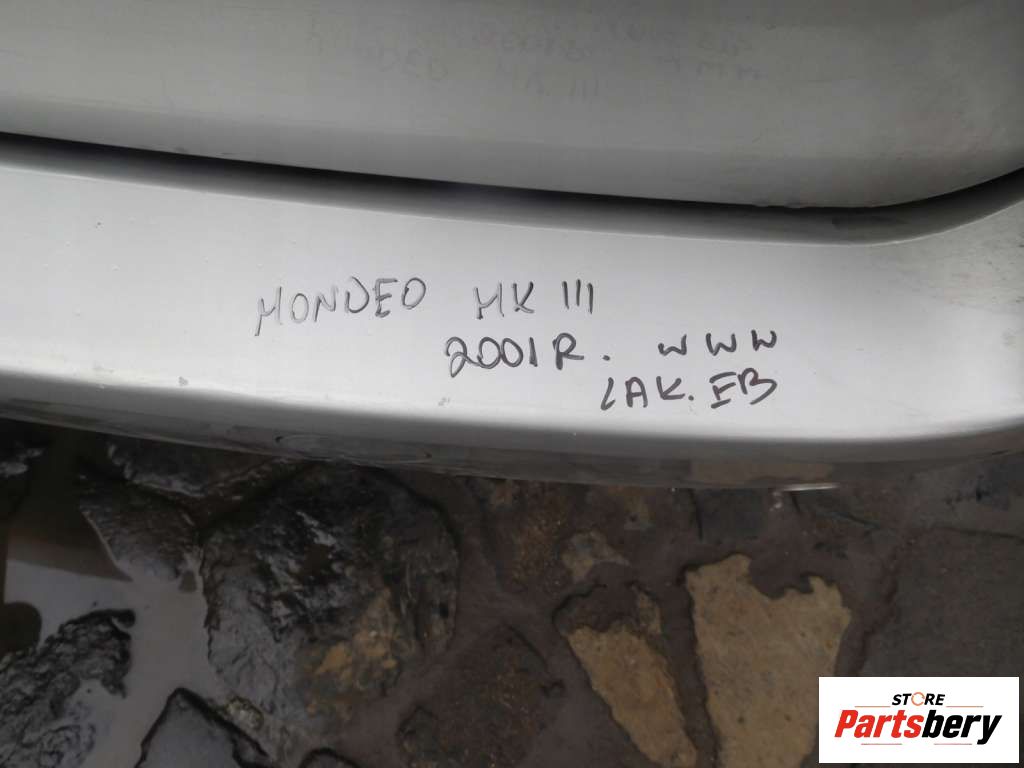 MONDEO MK III
2001R. WWW
LAK. EB
STORE
Partsbery